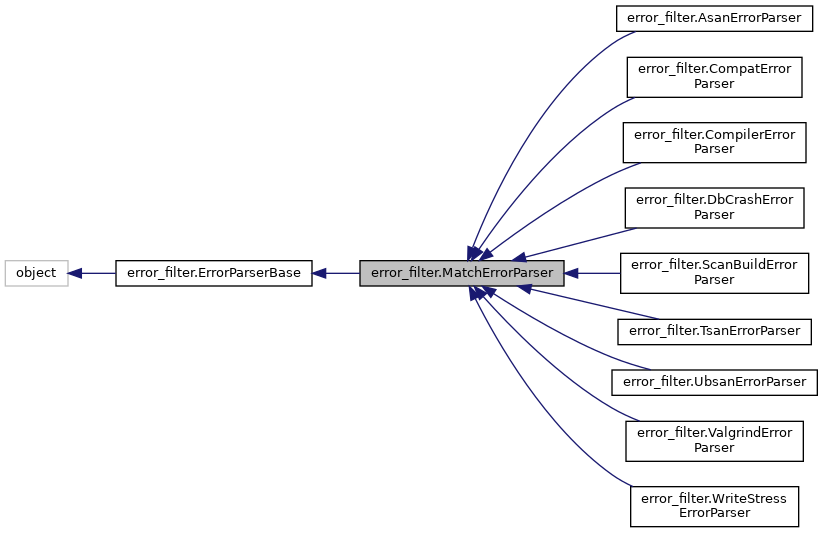 error_filter.AsanErrorParser
error_filter.CompatError
Parser
error_filter.CompilerError
Parser
error_filter.DbCrashError
Parser
object
error_filter.ErrorParserBase
error_filter.MatchErrorParser
error_filter.ScanBuildError
Parser
error_filter.TsanErrorParser
error_filter.UbsanErrorParser
error_filter.ValgrindError
Parser
error_filter.WriteStress
ErrorParser